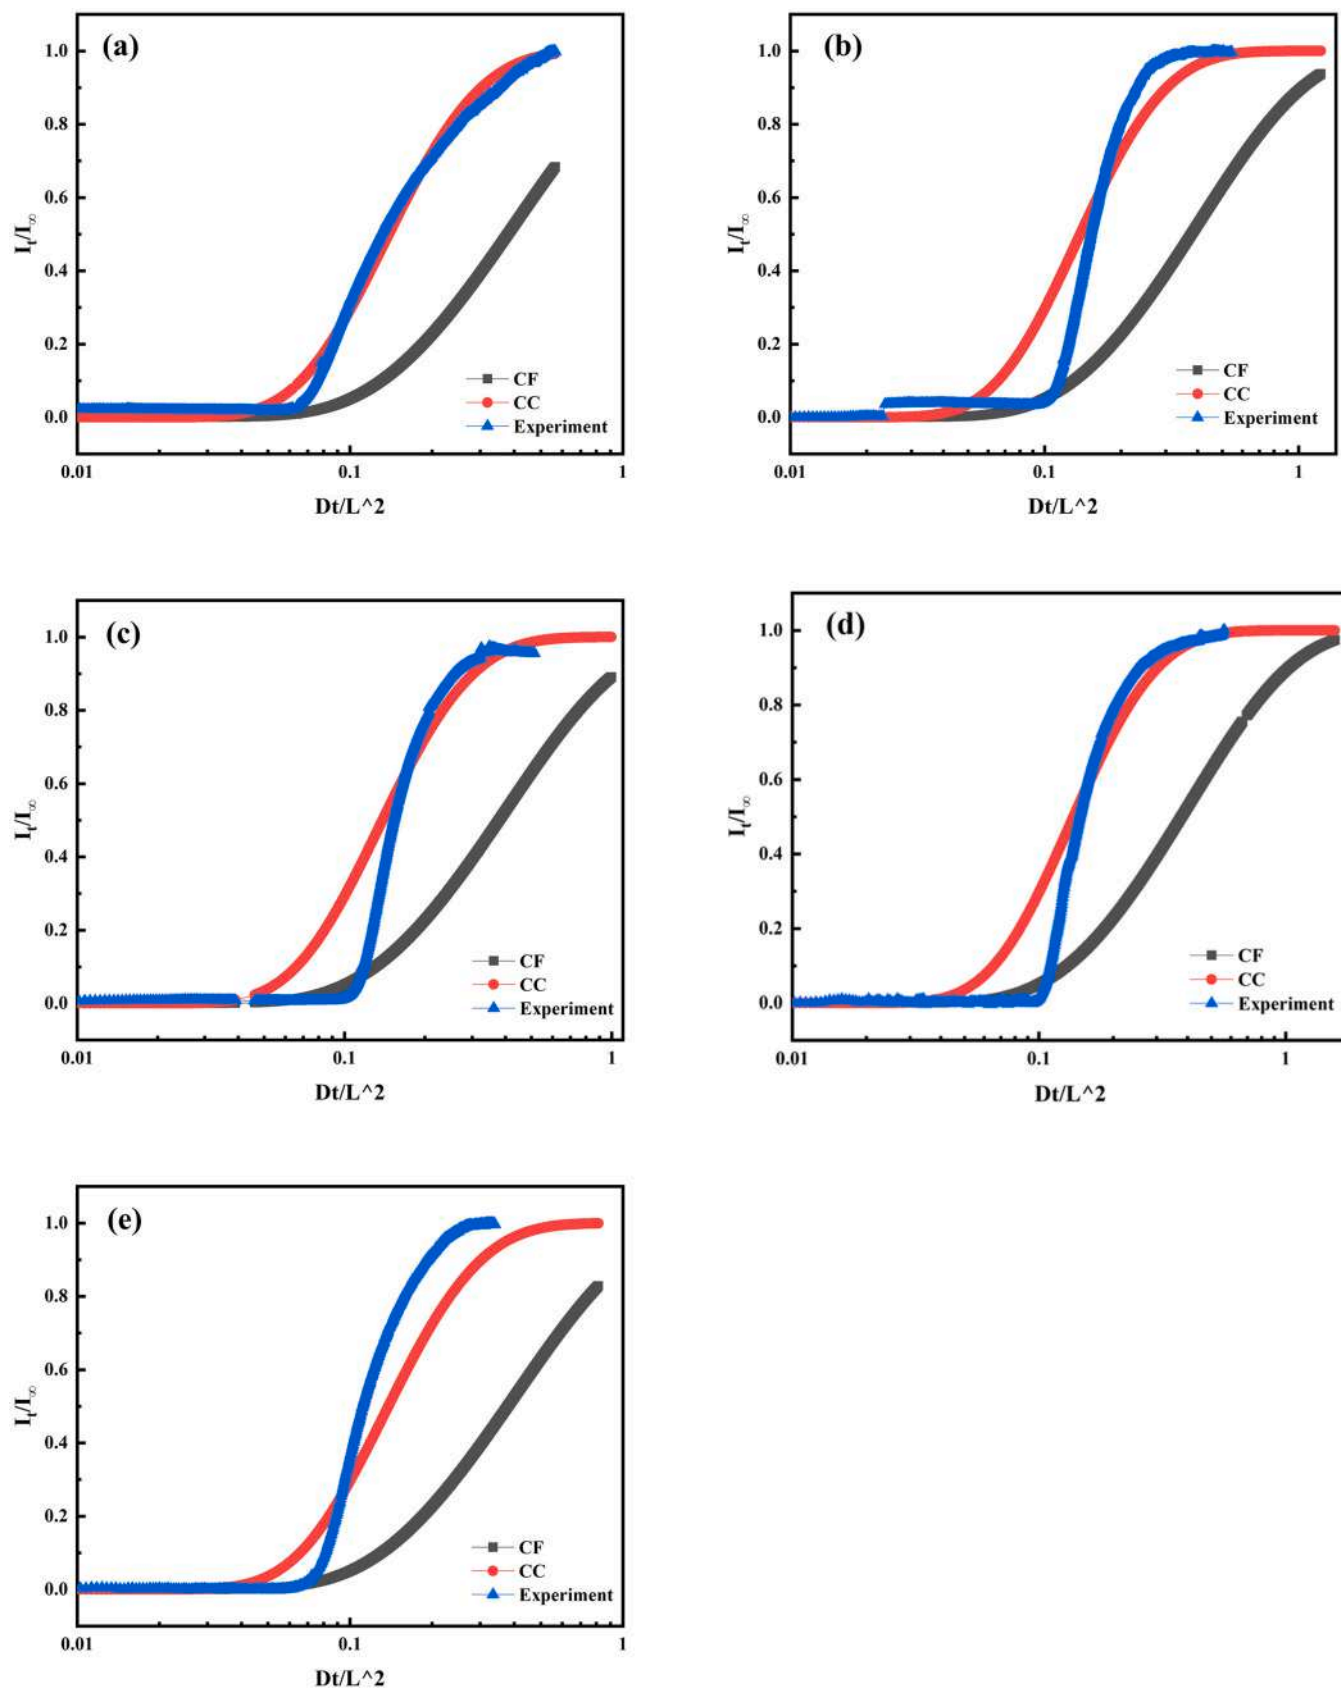 (a)
1.0
0.8
0.6
0.4
0.2
0.0
It/I∞
CF
CC
Experiment
0.01
0.1
1
Dt/L^2
(b)
1.0
0.8
0.6
0.4
0.2
0.0
It/I∞
CF
CC
Experiment
0.01
0.1
1
Dt/L^2
(c)
1.0
0.8
0.6
0.4
0.2
0.0
It/I∞
CF
CC
Experiment
0.01
0.1
1
Dt/L^2
(d)
1.0
0.8
0.6
0.4
0.2
0.0
It/I∞
CF
CC
Experiment
0.01
0.1
1
Dt/L^2
(e)
1.0
0.8
0.6
0.4
0.2
0.0
It/I∞
CF
CC
Experiment
0.01
0.1
1
Dt/L^2